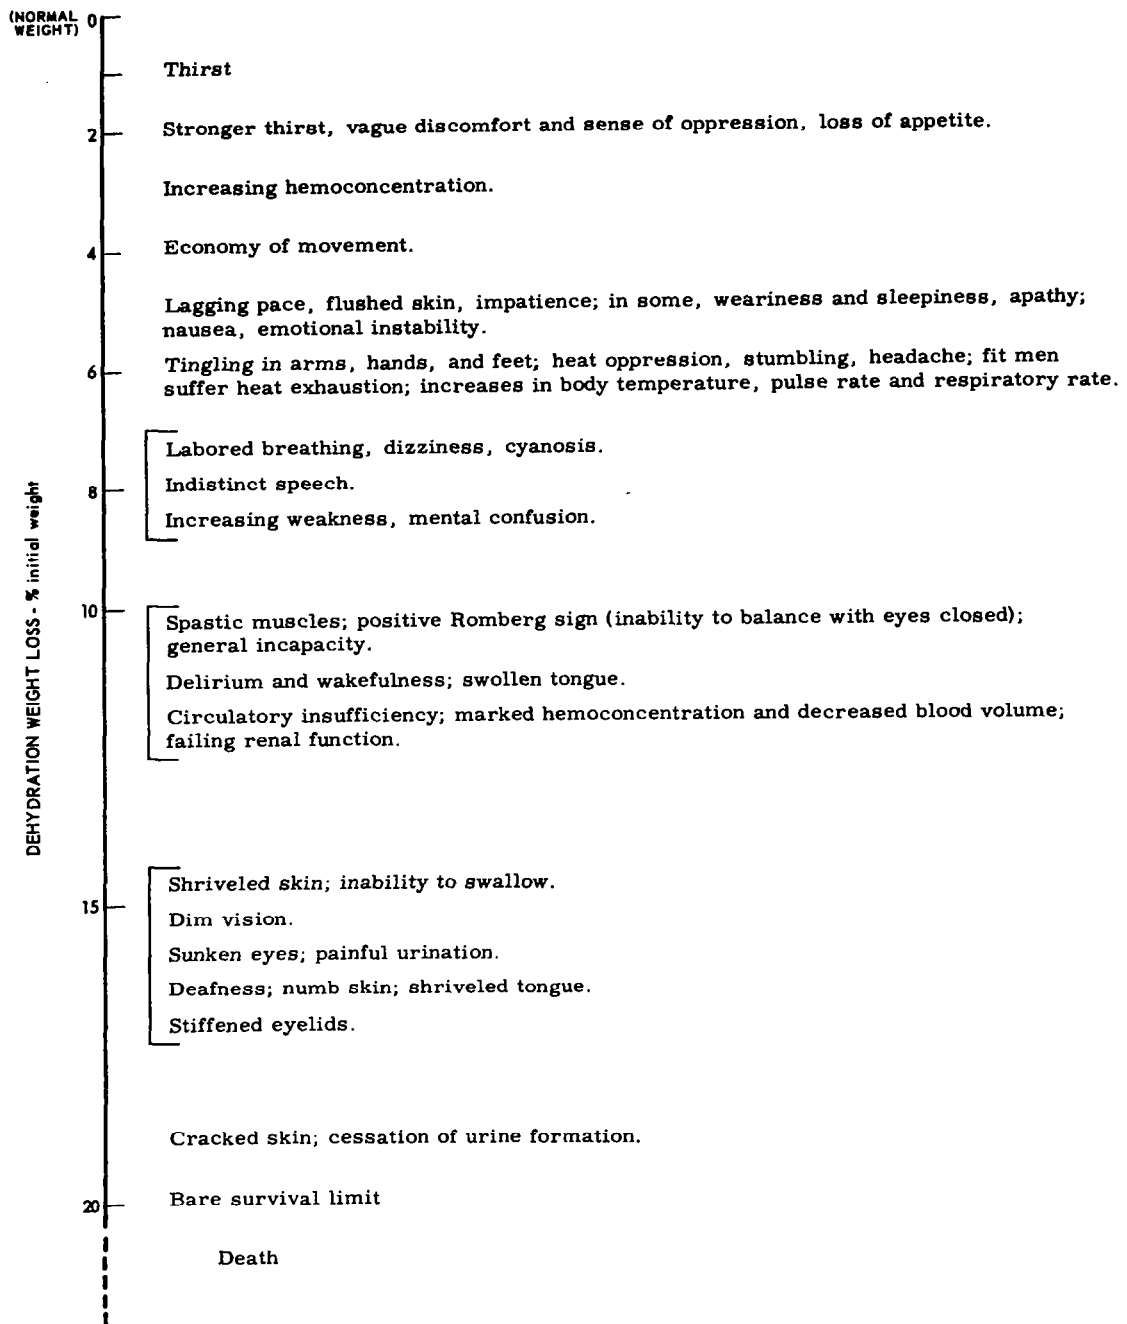 (NORMAL
WEIGHT)
0
Thirst
2
Stronger thirst, vague discomfort and sense of oppression, loss of appetite.
Increasing hemoconcentration.
4
Economy of movement.
Lagging pace, flushed skin, impatience; in some, weariness and sleepiness, apathy;
nausea, emotional instability.
6
Tingling in arms, hands, and feet; heat oppression, stumbling, headache; fit men
suffer heat exhaustion; increases in body temperature, pulse rate and respiratory rate.
Labored breathing, dizziness, cyanosis.
8
Indistinct speech.
Increasing weakness, mental confusion.
DEHYDRATION WEIGHT LOSS - % initial weight
10
Spastic muscles; positive Romberg sign (inability to balance with eyes closed);
general incapacity.
Delirium and wakefulness; swollen tongue.
Circulatory insufficiency; marked hemoconcentration and decreased blood volume;
failing renal function.
Shriveled skin; inability to swallow.
15
Dim vision.
Sunken eyes; painful urination.
Deafness; numb skin; shriveled tongue.
Stiffened eyelids.
Cracked skin; cessation of urine formation.
20
Bare survival limit
Death